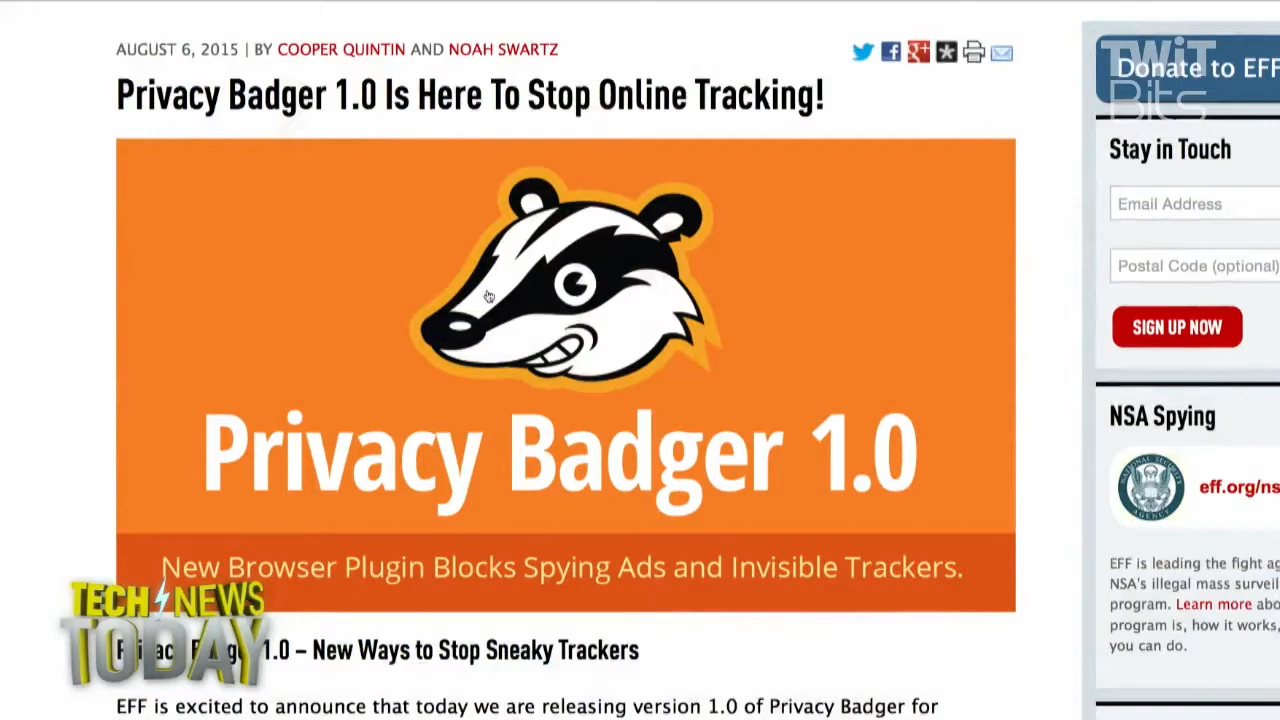 AUGUST 6, 2015 | BY COOPER QUINTIN AND NOAH SWARTZ
Privacy Badger 1.0 Is Here To Stop Online Tracking!
Privacy Badger 1.0
New Browser Plugin Blocks Spying Ads and Invisible Trackers.
1.0 – New Ways to Stop Sneaky Trackers
EFF is excited to announce that today we are releasing version 1.0 of Privacy Badger for
TECH NEWS
TODAY
TWiT
Bits
Donate to EFF
Stay in Touch
Email Address
Postal Code (optional)
SIGN UP NOW
NSA Spying
NATIONAL SECURITY AGENCY
eff.org/ns
EFF is leading the fight ag
NSA's illegal mass surveil
program. Learn more abo
program is, how it works,
you can do.